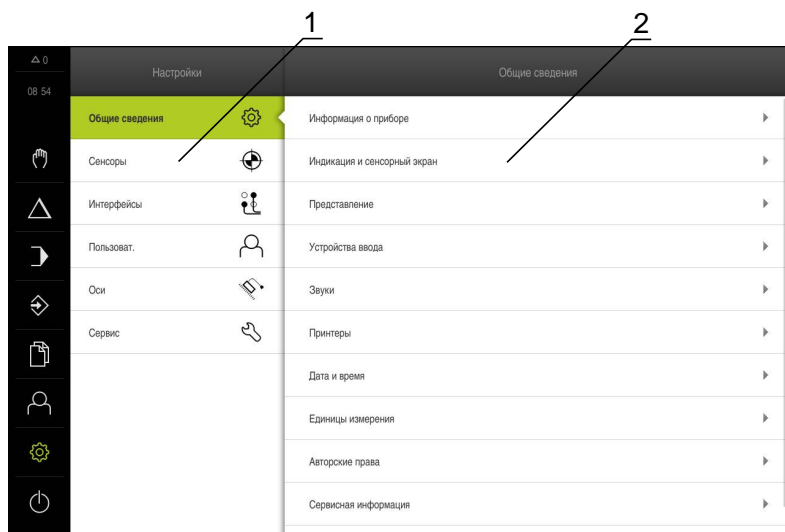 1
2
0
Настройки
Общие сведения
08 54
Общие сведения
Информация о приборе
Сенсоры
Индикация и сенсорный экран
Интерфейсы
Представление
Пользоват.
Устройства ввода
Оси
Звуки
Сервис
Принтеры
Дата и время
Единицы измерения
Авторские права
Сервисная информация